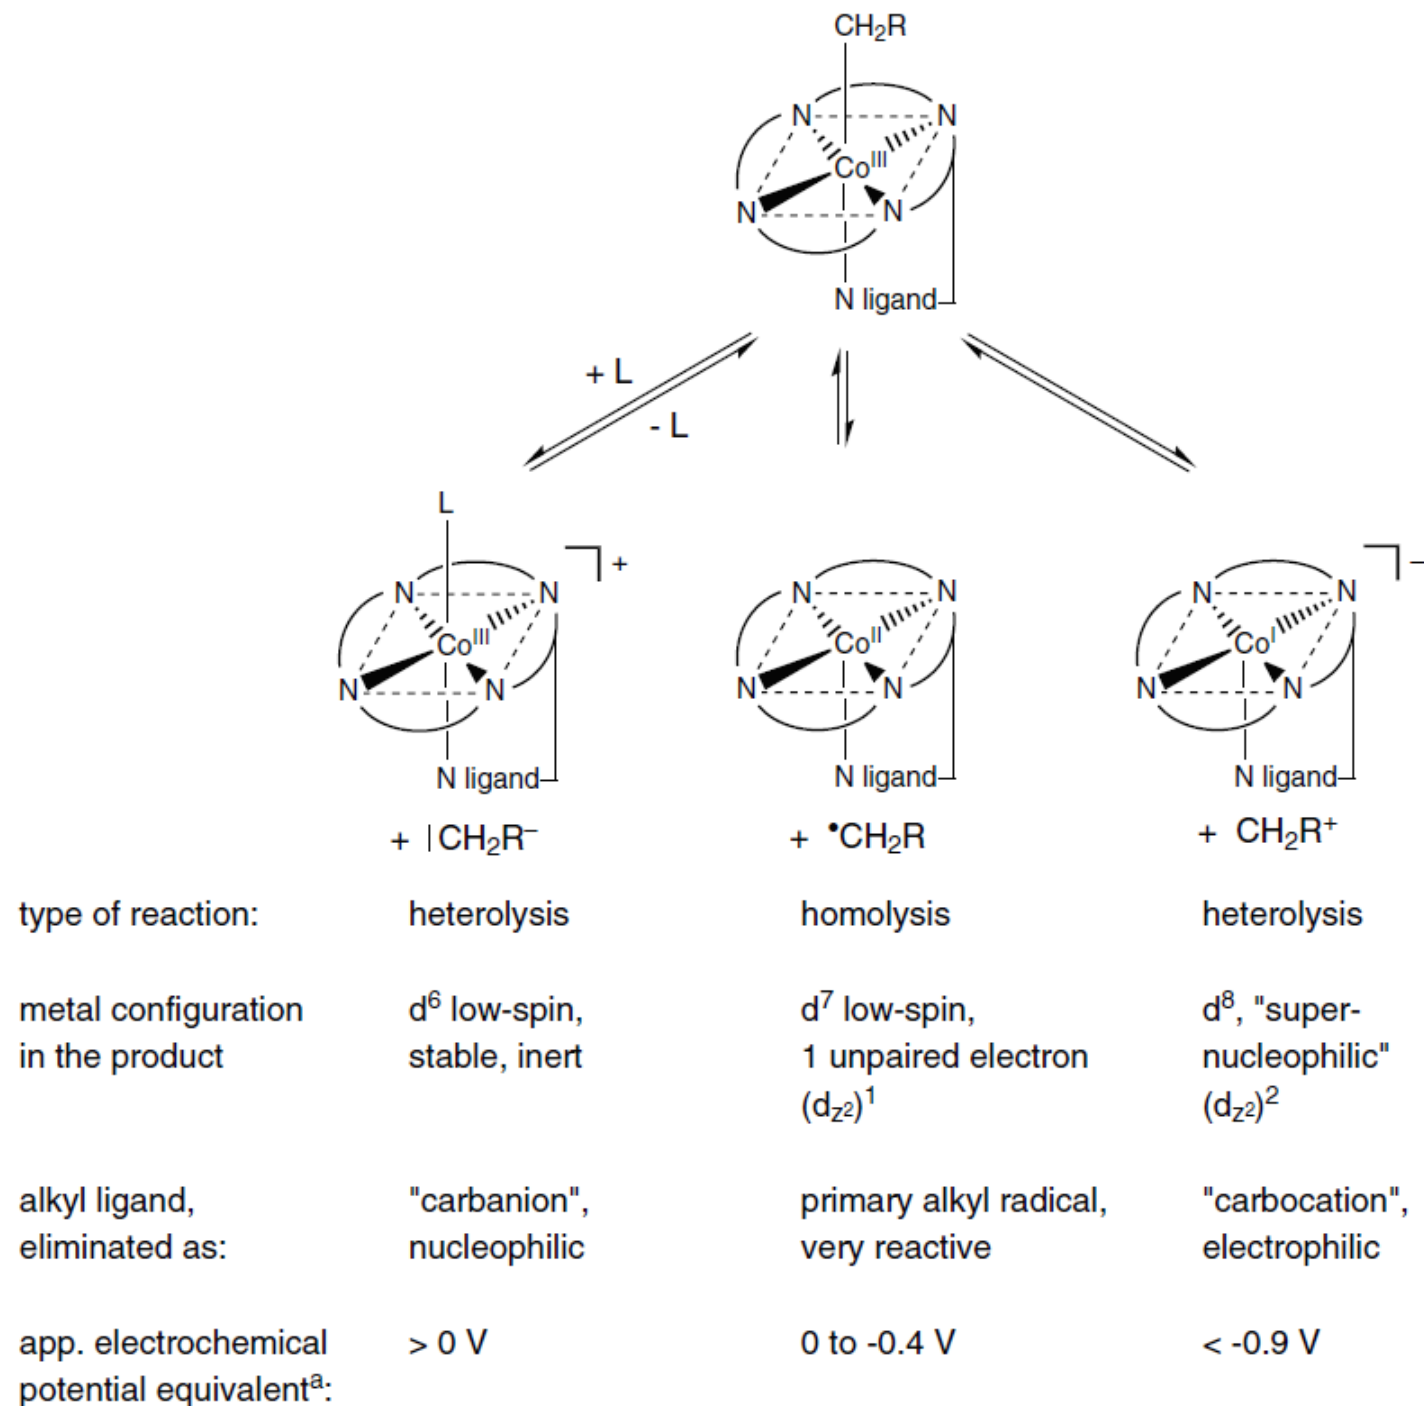 CH₂R
N N
Coᴵᴵᴵ
N N
N ligand
+ L
- L
L
+
–
N N N N N N
Coᴵᴵᴵ Coᴵᴵ Coᴵ
N N N N N N
N ligand N ligand N ligand
+ |CH₂R⁻ + •CH₂R + CH₂R⁺
type of reaction: heterolysis homolysis heterolysis
metal configuration d⁶ low-spin, d⁷ low-spin, d⁸, "super-
in the product stable, inert 1 unpaired electron nucleophilic"
(d_z²)¹ (d_z²)²
alkyl ligand, "carbanion", primary alkyl radical, "carbocation",
eliminated as: nucleophilic very reactive electrophilic
app. electrochemical > 0 V 0 to -0.4 V < -0.9 V
potential equivalentᵃ: